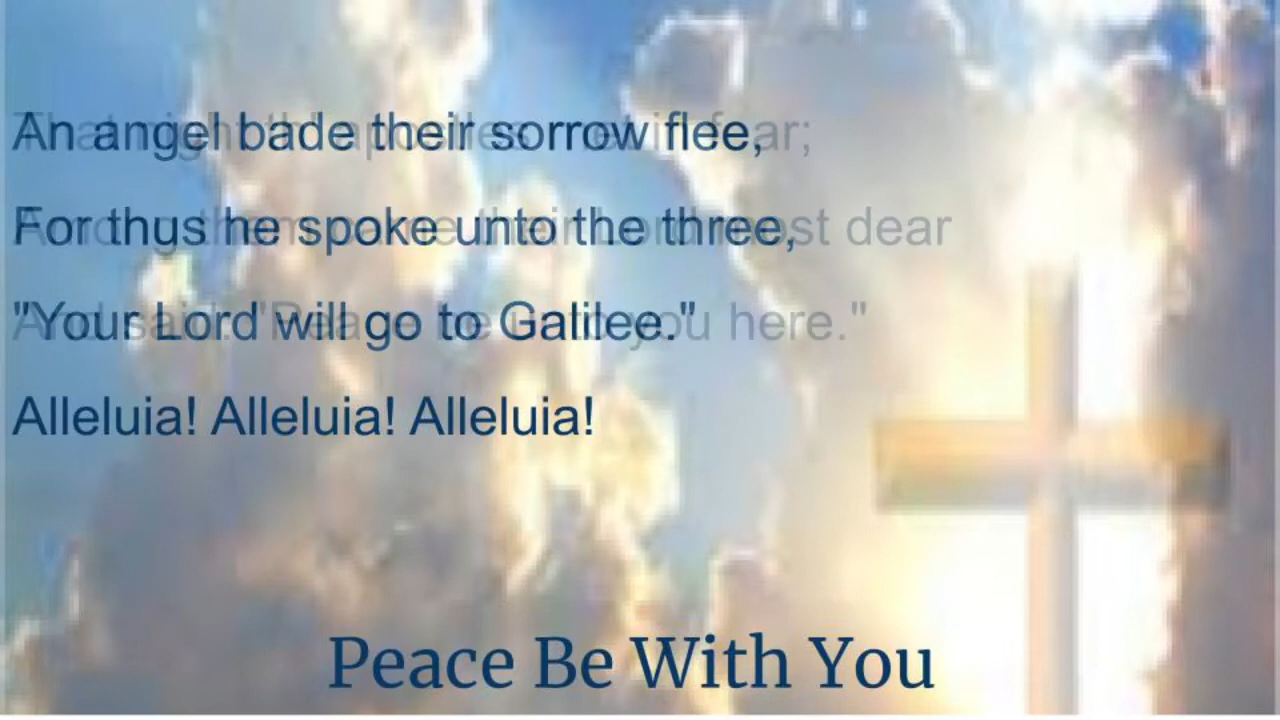 An angel bade their sorrow flee,
For thus he spoke unto the three,
"Your Lord will go to Galilee."
Alleluia! Alleluia! Alleluia!
Peace Be With You